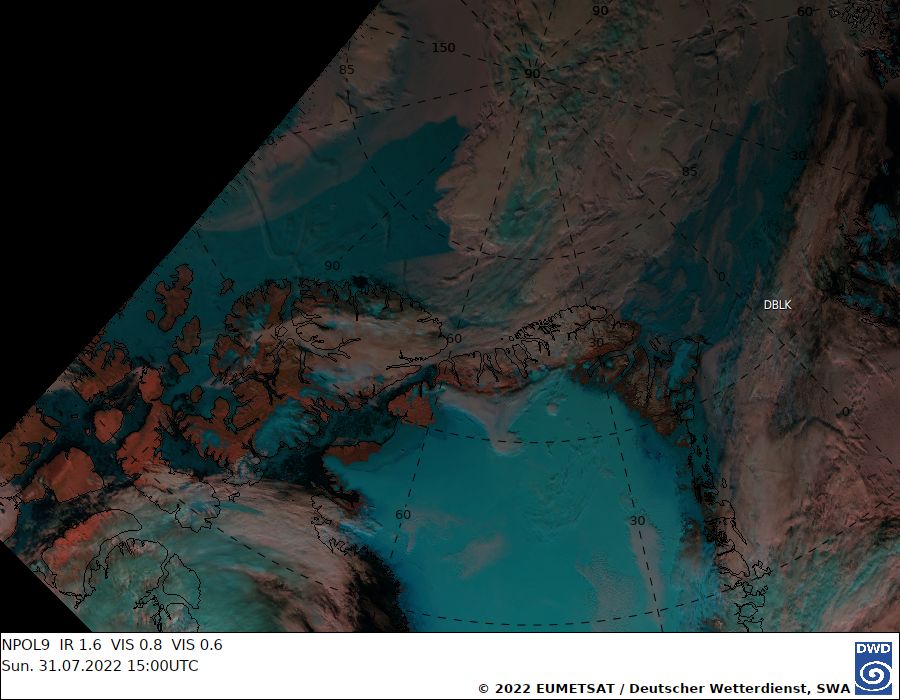 90
60
150
85
90
30
85
90
0
DBLK
60
30
0
60
30
NPOL9 IR 1.6 VIS 0.8 VIS 0.6
Sun. 31.07.2022 15:00UTC
DWD
© 2022 EUMETSAT / Deutscher Wetterdienst, SWA